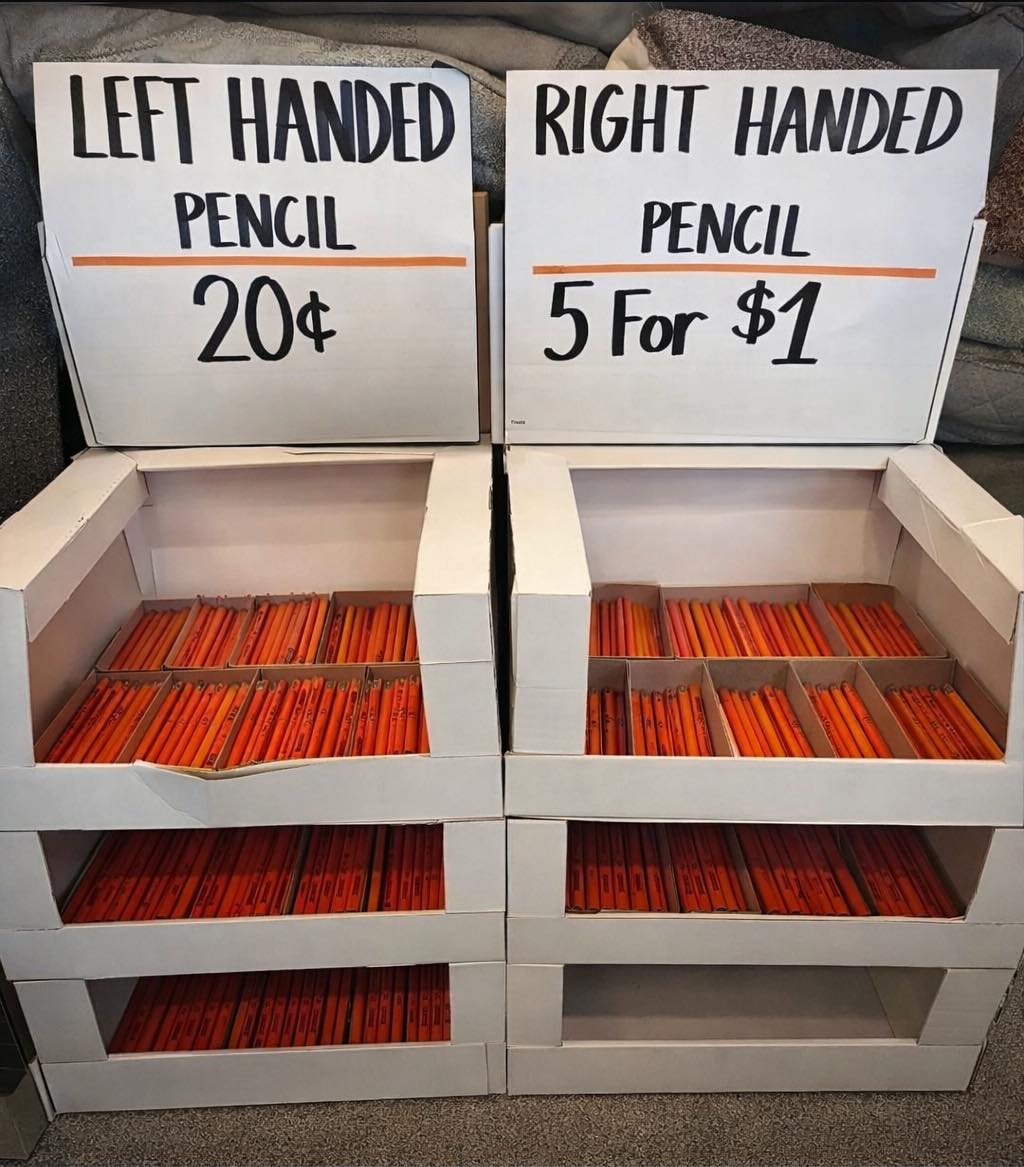 LEFT HANDED
PENCIL
20¢
RIGHT HANDED
PENCIL
5 For $1